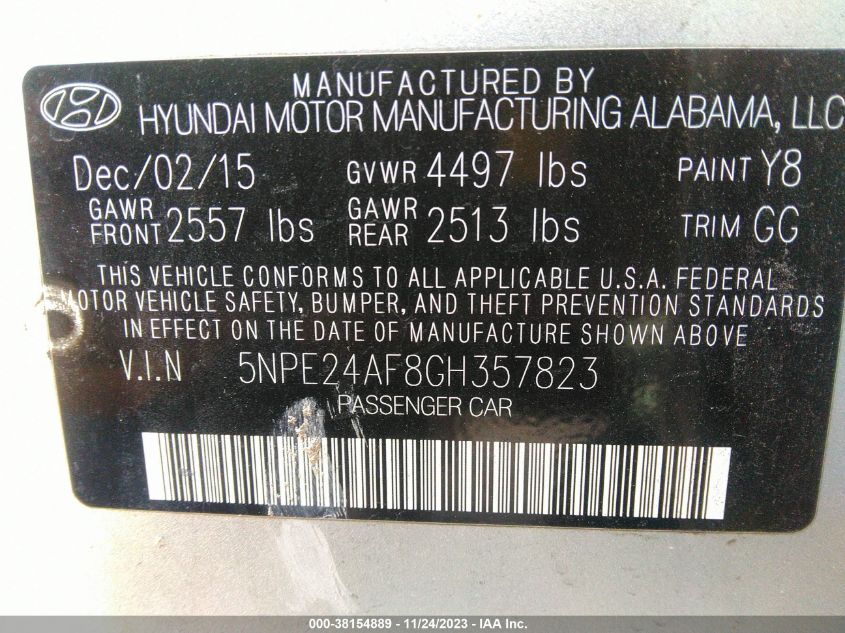 MANUFACTURED BY
HYUNDAI MOTOR MANUFACTURING ALABAMA, LLC
Dec/02/15 GVWR 4497 lbs PAINT Y8
GAWR FRONT 2557 lbs GAWR REAR 2513 lbs TRIM GG
THIS VEHICLE CONFORMS TO ALL APPLICABLE U.S.A. FEDERAL
MOTOR VEHICLE SAFETY, BUMPER, AND THEFT PREVENTION STANDARDS
IN EFFECT ON THE DATE OF MANUFACTURE SHOWN ABOVE
V.I.N 5NPE24AF8GH357823
PASSENGER CAR
000-38154889 - 11/24/2023 - IAA Inc.